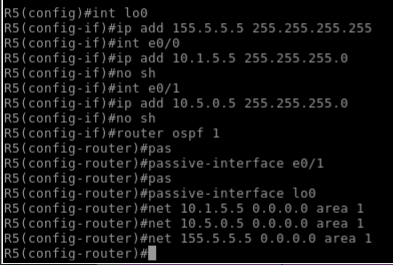 R5(config)#int lo0
R5(config-if)#ip add 155.5.5.5 255.255.255.255
R5(config-if)#int e0/0
R5(config-if)#ip add 10.1.5.5 255.255.255.0
R5(config-if)#no sh
R5(config-if)#int e0/1
R5(config-if)#ip add 10.5.0.5 255.255.255.0
R5(config-if)#no sh
R5(config-if)#router ospf 1
R5(config-router)#pas
R5(config-router)#passive-interface e0/1
R5(config-router)#pas
R5(config-router)#passive-interface lo0
R5(config-router)#net 10.1.5.5 0.0.0.0 area 1
R5(config-router)#net 10.5.0.5 0.0.0.0 area 1
R5(config-router)#net 155.5.5.5 0.0.0.0 area 1
R5(config-router)#